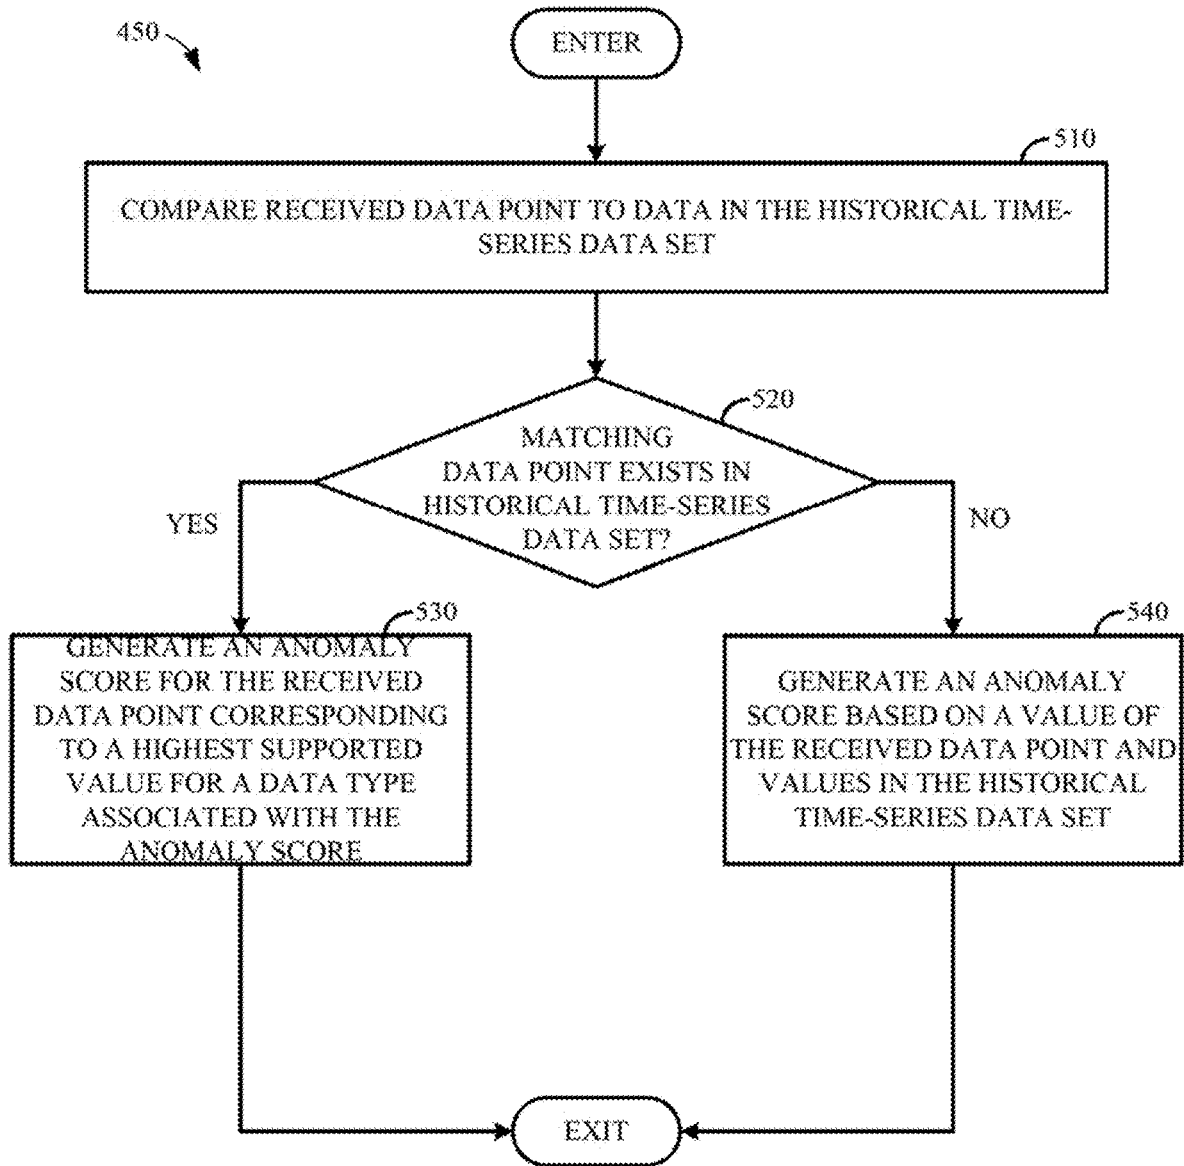 450
ENTER
510
COMPARE RECEIVED DATA POINT TO DATA IN THE HISTORICAL TIME-
SERIES DATA SET
520
MATCHING
DATA POINT EXISTS IN
HISTORICAL TIME-SERIES
DATA SET?
YES
NO
530
GENERATE AN ANOMALY
SCORE FOR THE RECEIVED
DATA POINT CORRESPONDING
TO A HIGHEST SUPPORTED
VALUE FOR A DATA TYPE
ASSOCIATED WITH THE
ANOMALY SCORE
540
GENERATE AN ANOMALY
SCORE BASED ON A VALUE OF
THE RECEIVED DATA POINT AND
VALUES IN THE HISTORICAL
TIME-SERIES DATA SET
EXIT